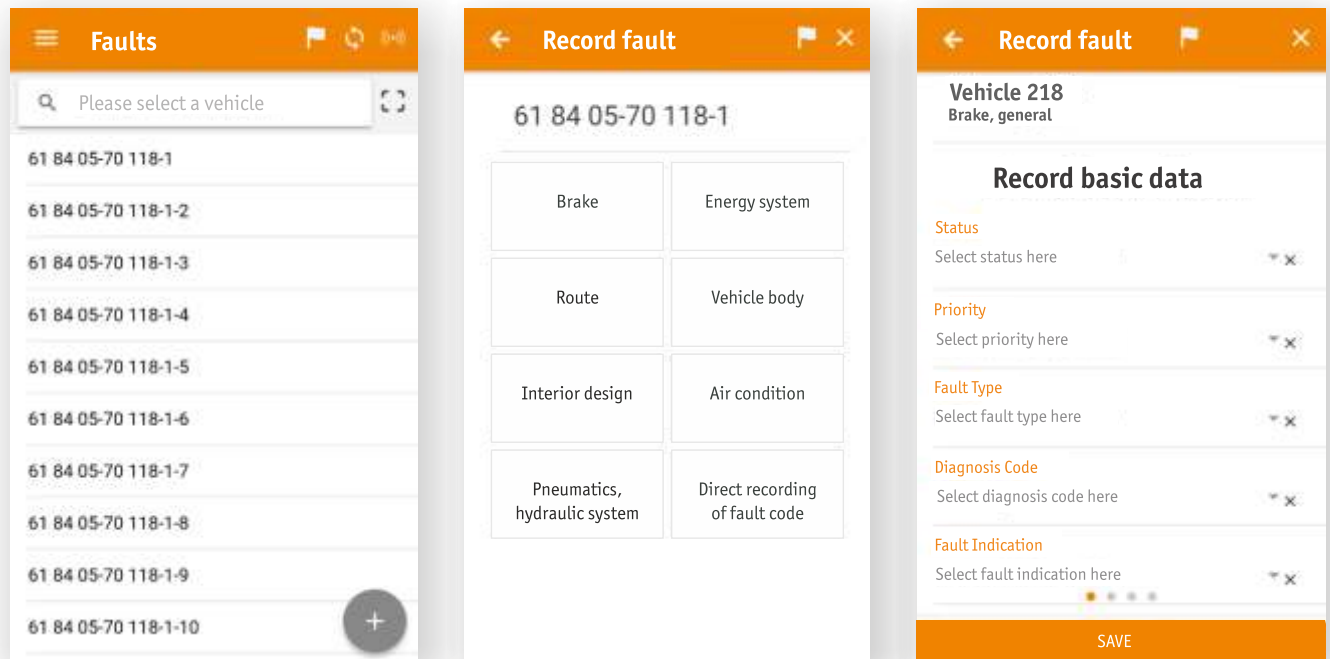 Faults
Please select a vehicle
61 84 05-70 118-1
61 84 05-70 118-1-2
61 84 05-70 118-1-3
61 84 05-70 118-1-4
61 84 05-70 118-1-5
61 84 05-70 118-1-6
61 84 05-70 118-1-7
61 84 05-70 118-1-8
61 84 05-70 118-1-9
61 84 05-70 118-1-10
Record fault
61 84 05-70 118-1
Brake
Energy system
Route
Vehicle body
Interior design
Air condition
Pneumatics,
hydraulic system
Direct recording
of fault code
Record fault
Vehicle 218
Brake, general
Record basic data
Status
Select status here
Priority
Select priority here
Fault Type
Select fault type here
Diagnosis Code
Select diagnosis code here
Fault Indication
Select fault indication here
SAVE